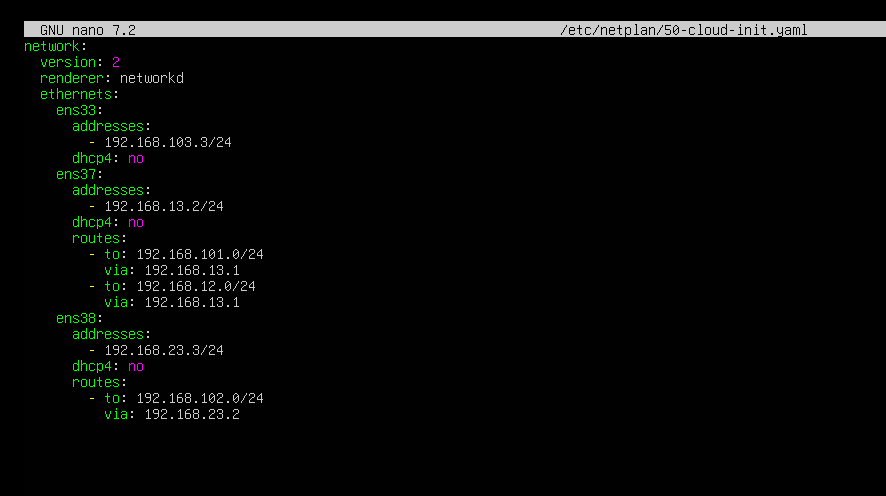 GNU nano 7.2 /etc/netplan/50-cloud-init.yaml
network:
  version: 2
  renderer: networkd
  ethernets:
    ens33:
      addresses:
        - 192.168.103.3/24
      dhcp4: no
    ens37:
      addresses:
        - 192.168.13.2/24
      dhcp4: no
      routes:
        - to: 192.168.101.0/24
          via: 192.168.13.1
        - to: 192.168.12.0/24
          via: 192.168.13.1
    ens38:
      addresses:
        - 192.168.23.3/24
      dhcp4: no
      routes:
        - to: 192.168.102.0/24
          via: 192.168.23.2